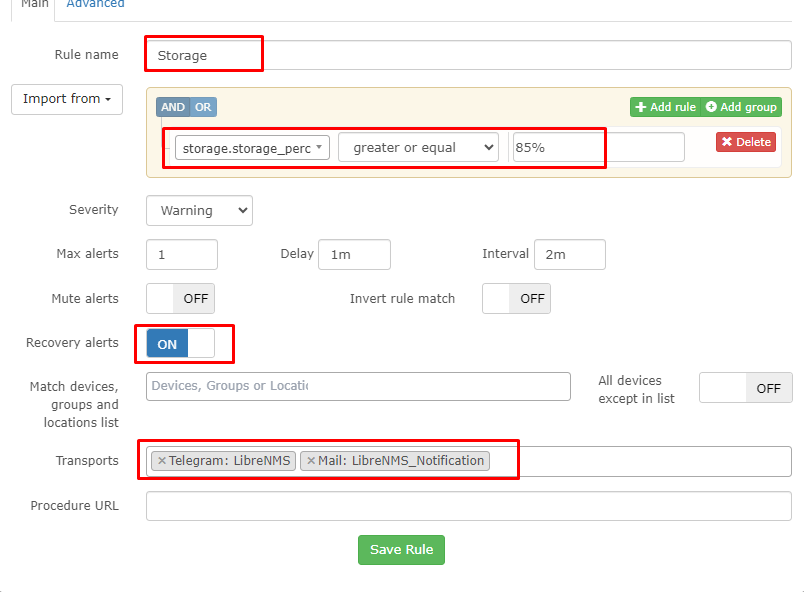 Main Advanced
Rule name Storage
Import from
AND OR + Add rule Add group
storage.storage_perc greater or equal 85% Delete
Severity Warning
Max alerts 1 Delay 1m Interval 2m
Mute alerts OFF Invert rule match OFF
Recovery alerts ON
Match devices, groups and locations list Devices, Groups or Locatio All devices except in list OFF
Transports ×Telegram: LibreNMS ×Mail: LibreNMS_Notification
Procedure URL
Save Rule